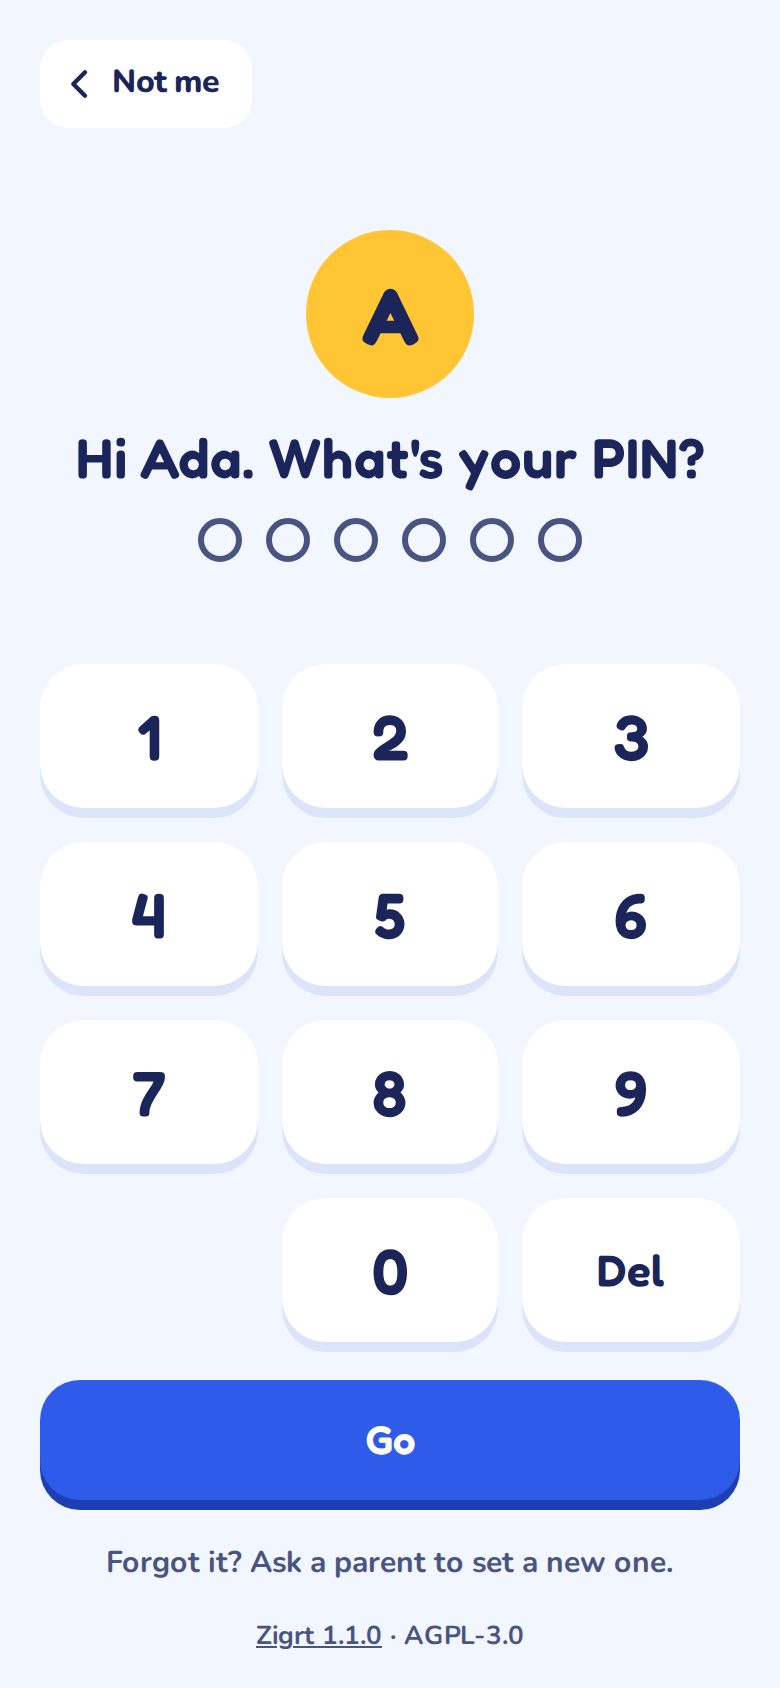 Not me
A
Hi Ada. What's your PIN?
1 2 3
4 5 6
7 8 9
0 Del
Go
Forgot it? Ask a parent to set a new one.
Zigrt 1.1.0 · AGPL-3.0